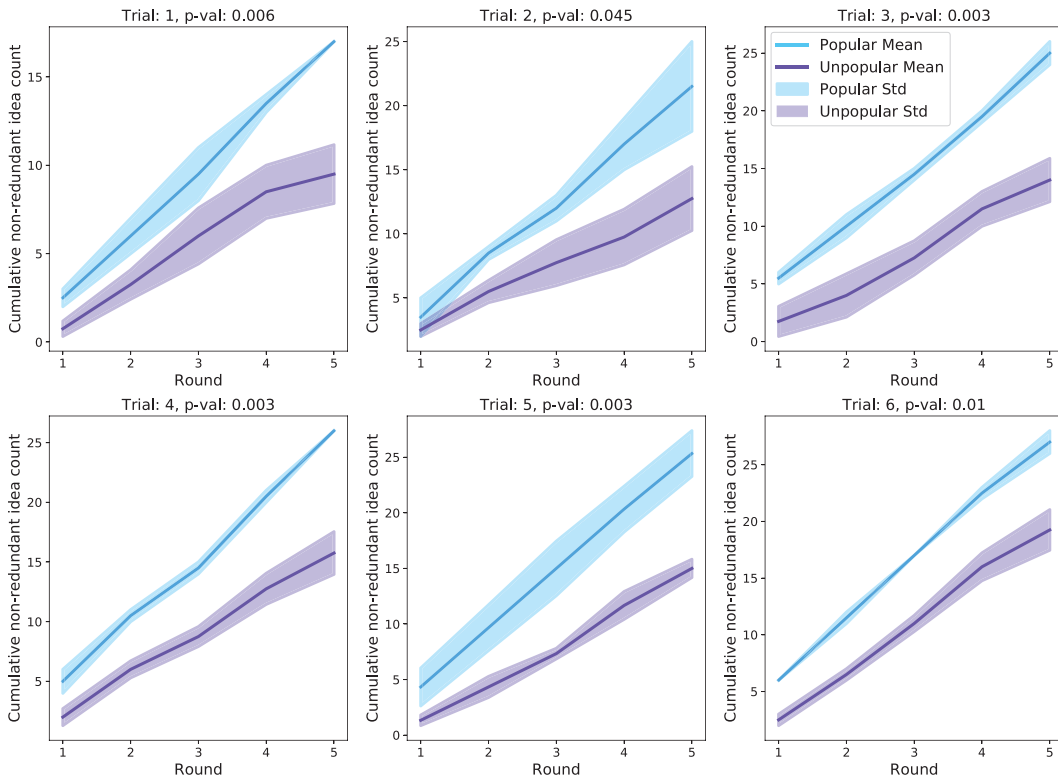 Trial: 1, p-val: 0.006
Cumulative non-redundant idea count
15
10
5
0
1 2 3 4 5
Round
Trial: 2, p-val: 0.045
Cumulative non-redundant idea count
25
20
15
10
5
1 2 3 4 5
Round
Trial: 3, p-val: 0.003
Cumulative non-redundant idea count
25
20
15
10
5
0
Popular Mean
Unpopular Mean
Popular Std
Unpopular Std
1 2 3 4 5
Round
Trial: 4, p-val: 0.003
Cumulative non-redundant idea count
25
20
15
10
5
1 2 3 4 5
Round
Trial: 5, p-val: 0.003
Cumulative non-redundant idea count
25
20
15
10
5
0
1 2 3 4 5
Round
Trial: 6, p-val: 0.01
Cumulative non-redundant idea count
25
20
15
10
5
1 2 3 4 5
Round